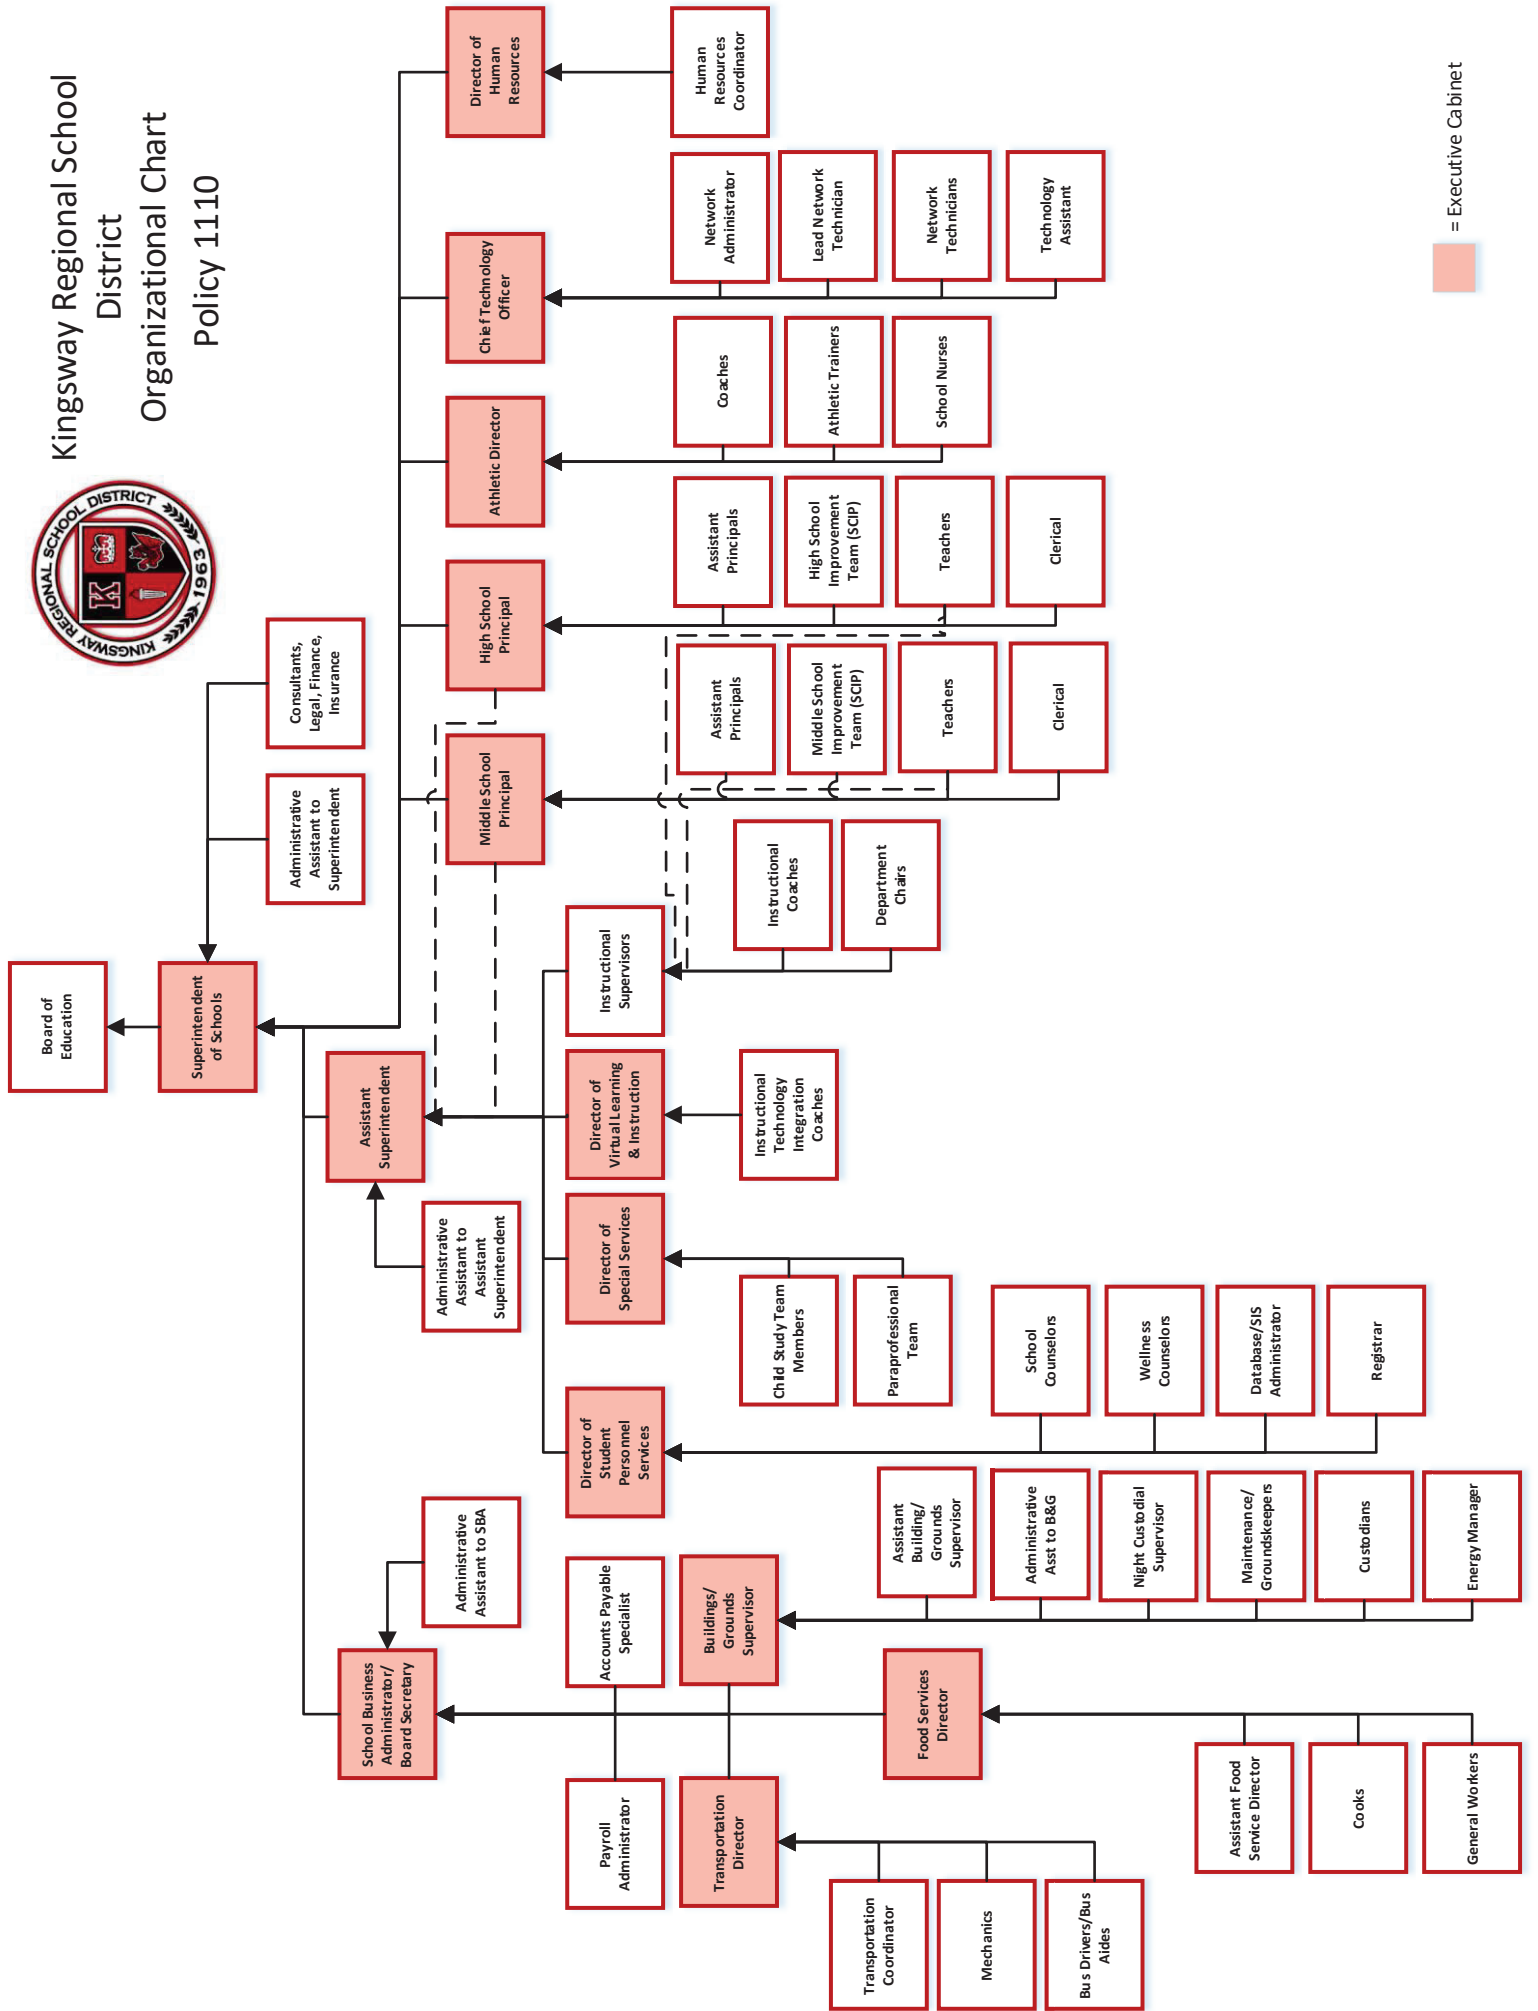 Kingsway Regional School
District
Organizational Chart
Policy 1110
KINGSWAY REGIONAL SCHOOL DISTRICT
1963
K
Board of
Education
Superintendent
of Schools
Administrative
Assistant to
Superintendent
Consultants,
Legal, Finance,
Insurance
School Business
Administrator/
Board Secretary
Administrative
Assistant to SBA
Assistant
Superintendent
Administrative
Assistant to
Assistant
Superintendent
Middle School
Principal
High School
Principal
Athletic Director
Chief Technology
Officer
Director of
Human
Resources
Payroll
Administrator
Accounts Payable
Specialist
Transportation
Director
Buildings/
Grounds
Supervisor
Food Services
Director
Director of
Student
Personnel
Services
Director of
Special Services
Director of
Virtual Learning
& Instruction
Instructional
Supervisors
Transportation
Coordinator
Mechanics
Bus Drivers/Bus
Aides
Assistant Food
Service Director
Cooks
General Workers
Assistant
Building/
Grounds
Supervisor
Administrative
Asst to B&G
Night Custodial
Supervisor
Maintenance/
Groundskeepers
Custodians
Energy Manager
School
Counselors
Wellness
Counselors
Database/SIS
Administrator
Registrar
Child Study Team
Members
Paraprofessional
Team
Instructional
Technology
Integration
Coaches
Instructional
Coaches
Department
Chairs
Assistant
Principals
Middle School
Improvement
Team (SCIP)
Teachers
Clerical
Assistant
Principals
High School
Improvement
Team (SCIP)
Teachers
Clerical
Coaches
Athletic Trainers
School Nurses
Network
Administrator
Lead Network
Technician
Network
Technicians
Technology
Assistant
Human
Resources
Coordinator
= Executive Cabinet